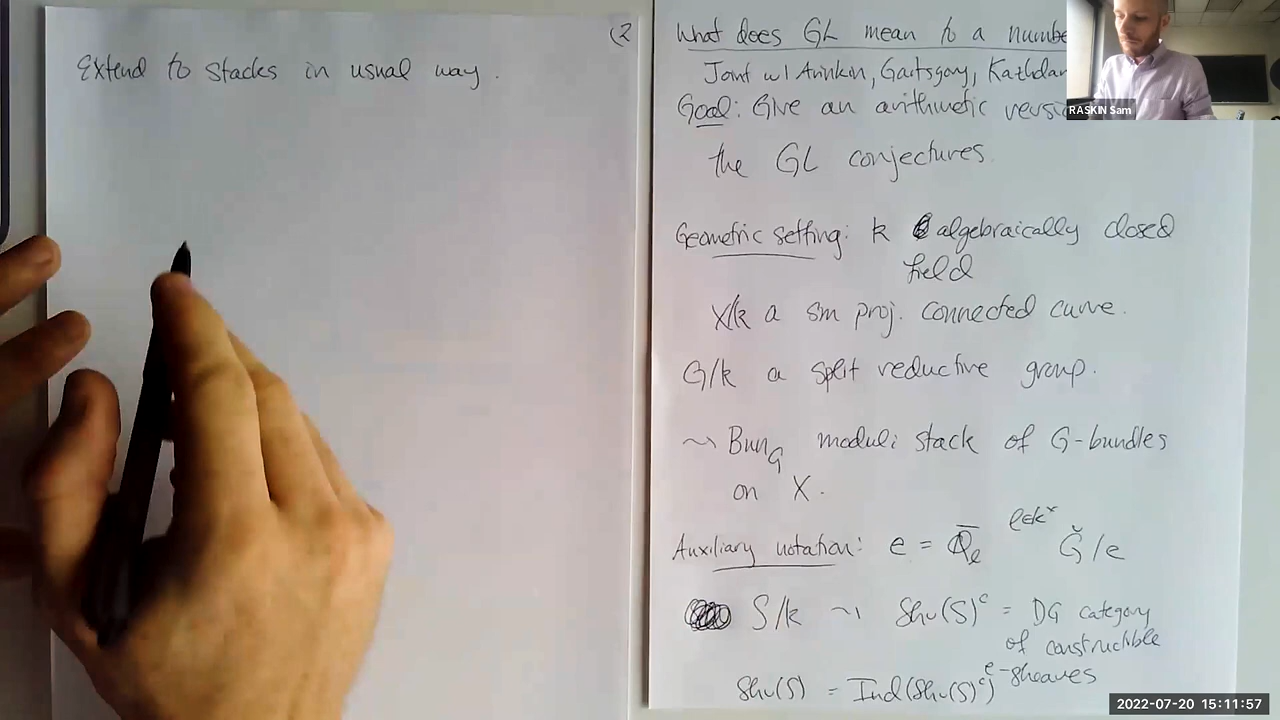 (2
Extend to stacks in usual way.
What does GL mean to a numbe
Joint w/ Arinkin, Gaitsgory, Kazhdan
Goal: Give an arithmetic versi
the GL conjectures.
Geometric setting: k algebraically closed
field
X/k a sm proj. connected curve.
G/k a split reductive group.
~> Bun_G moduli stack of G-bundles
on X.
Auxiliary notation: e = Q̄_ℓ ℓ∈k^× Ǧ/e
S/k ~> Shv(S)^c = DG category
of constructible
e-sheaves
Shv(S) = Ind(Shv(S)^c)
RASKIN Sam
2022-07-20 15:11:57